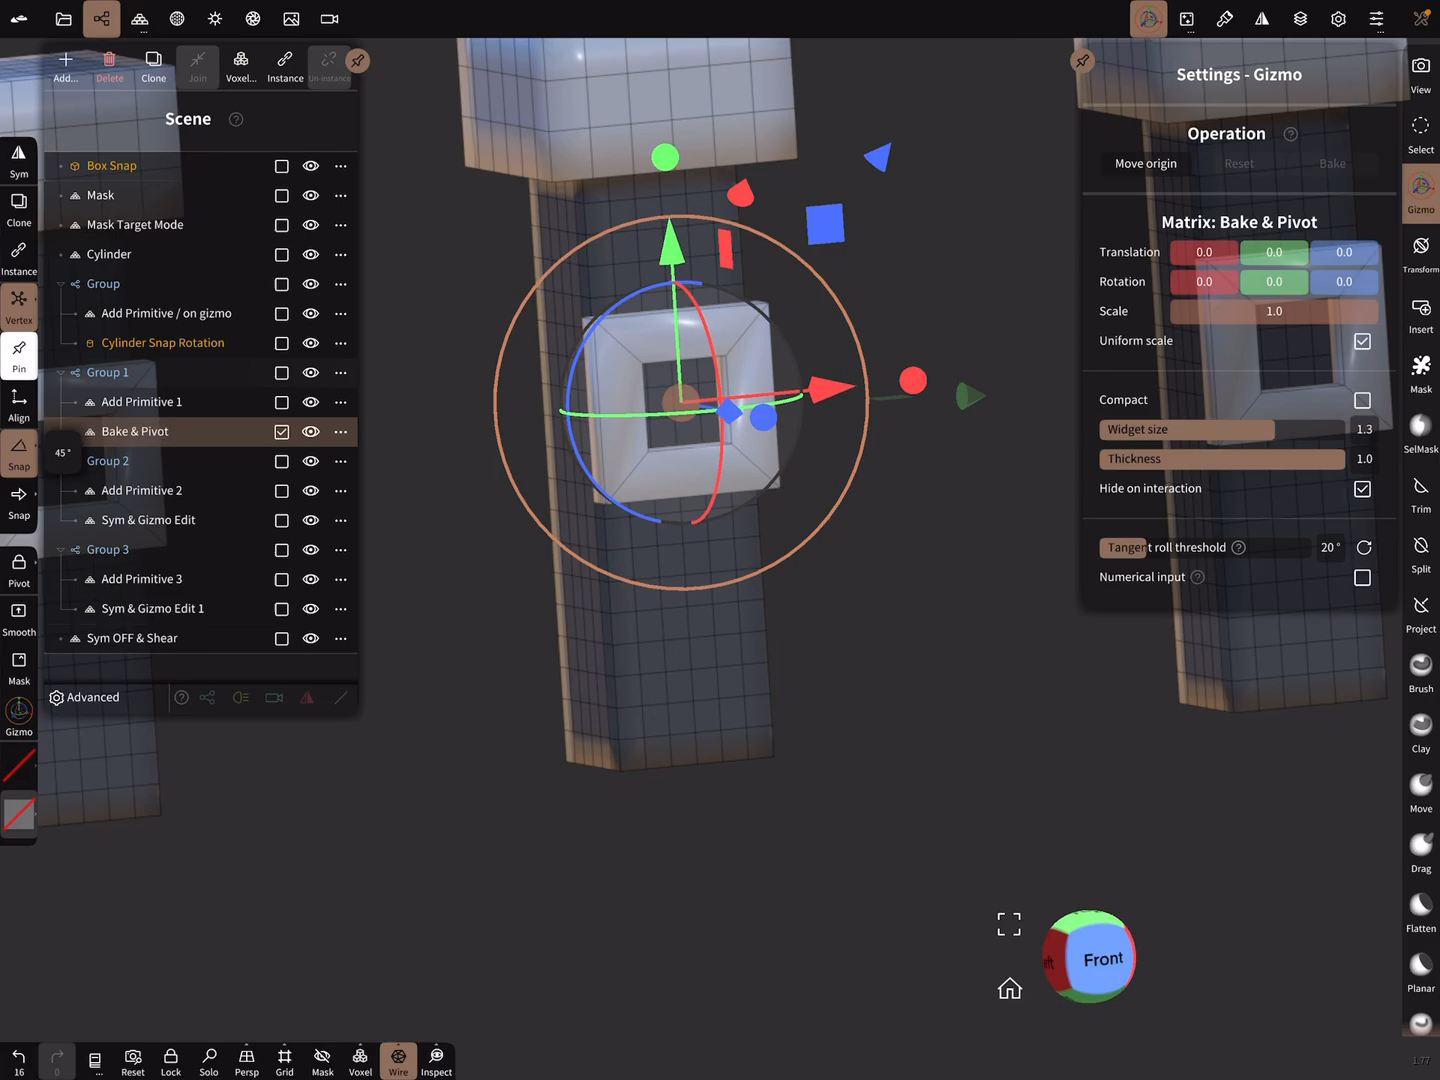 Add...
Delete
Clone
Join
Voxel...
Instance
Un-instance
Scene
Box Snap
Mask
Mask Target Mode
Cylinder
Group
Add Primitive / on gizmo
Cylinder Snap Rotation
Group 1
Add Primitive 1
Bake & Pivot
Group 2
Add Primitive 2
Sym & Gizmo Edit
Group 3
Add Primitive 3
Sym & Gizmo Edit 1
Sym OFF & Shear
Advanced
Sym
Clone
Instance
Vertex
Pin
Align
Snap
45°
Snap
Pivot
Smooth
Mask
Gizmo
Settings - Gizmo
Operation
Move origin
Reset
Bake
Matrix: Bake & Pivot
Translation 0.0 0.0 0.0
Rotation 0.0 0.0 0.0
Scale 1.0
Uniform scale
Compact
Widget size 1.3
Thickness 1.0
Hide on interaction
Tangent roll threshold 20 °
Numerical input
View
Select
Gizmo
Transform
Insert
Mask
SelMask
Trim
Split
Project
Brush
Clay
Move
Drag
Flatten
Planar
Front
16
0
...
Reset
Lock
Solo
Persp
Grid
Mask
Voxel
Wire
Inspect
1.77